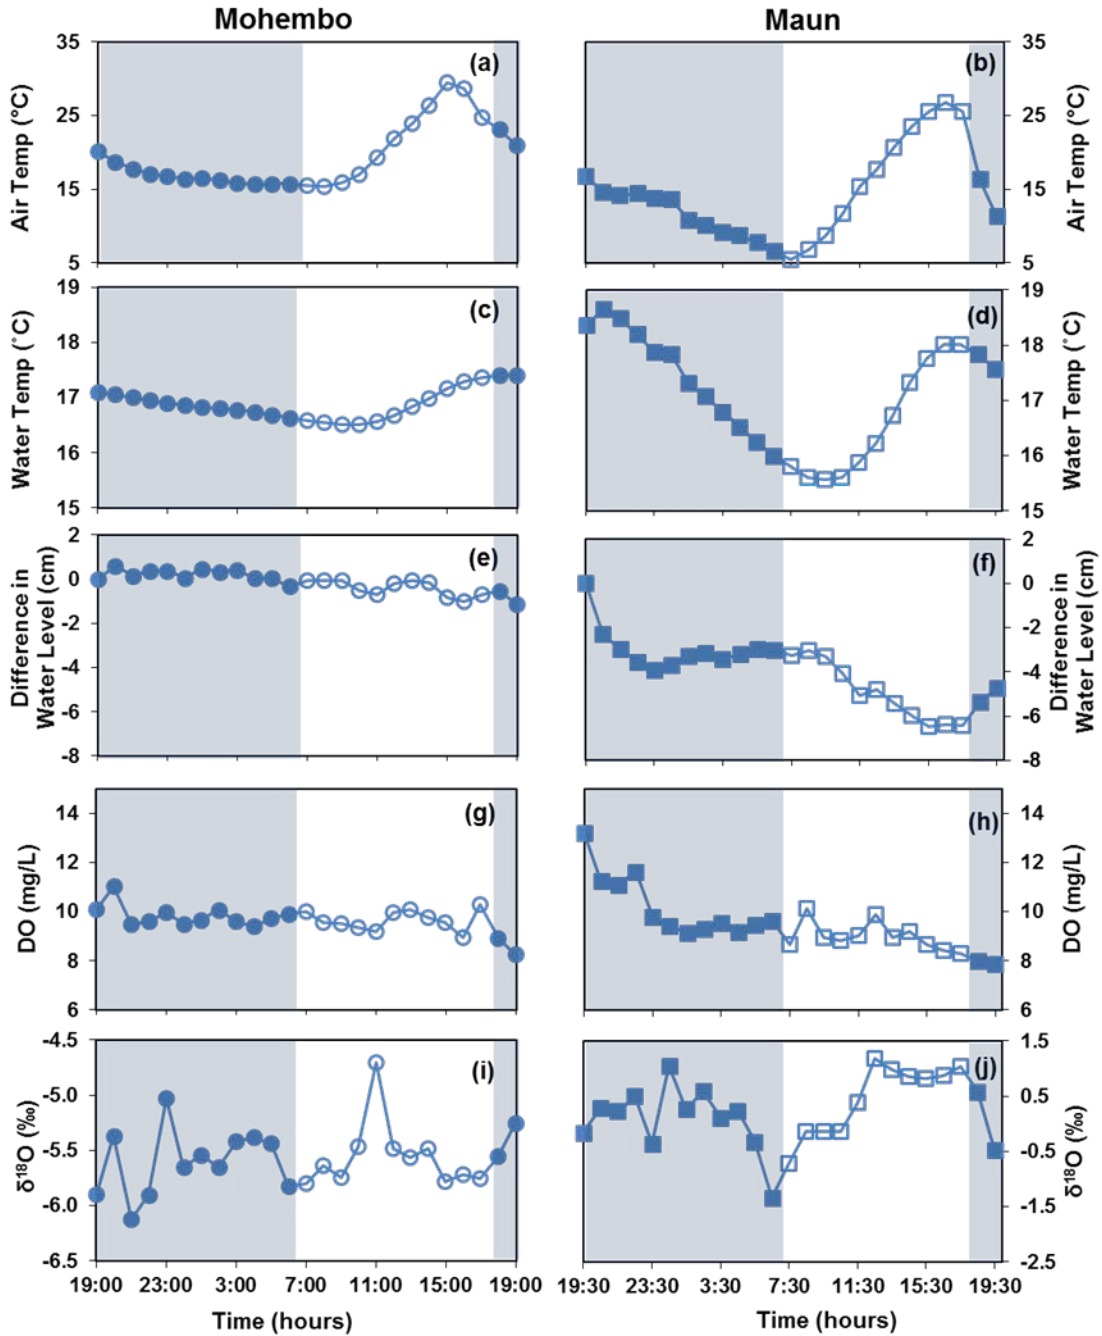 Mohembo
Maun
35
25
15
5
Air Temp (°C)
(a)
35
25
15
5
Air Temp (°C)
(b)
19
18
17
16
15
Water Temp (°C)
(c)
19
18
17
16
15
Water Temp (°C)
(d)
2
0
-2
-4
-6
-8
Difference in
Water Level (cm)
(e)
2
0
-2
-4
-6
-8
Difference in
Water Level (cm)
(f)
14
12
10
8
6
DO (mg/L)
(g)
14
12
10
8
6
DO (mg/L)
(h)
-4.5
-5.0
-5.5
-6.0
-6.5
δ¹⁸O (‰)
(i)
1.5
0.5
-0.5
-1.5
-2.5
δ¹⁸O (‰)
(j)
19:00 23:00 3:00 7:00 11:00 15:00 19:00
19:30 23:30 3:30 7:30 11:30 15:30 19:30
Time (hours)
Time (hours)